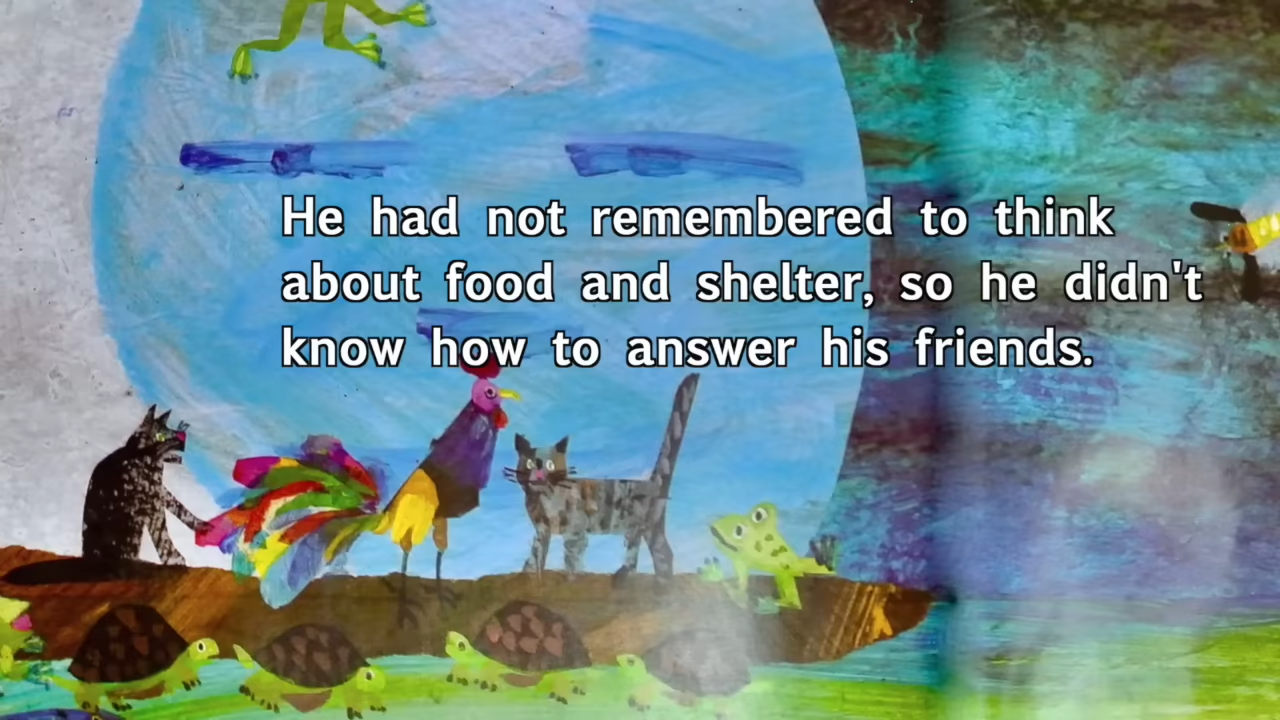 He had not remembered to think
about food and shelter, so he didn't
know how to answer his friends.